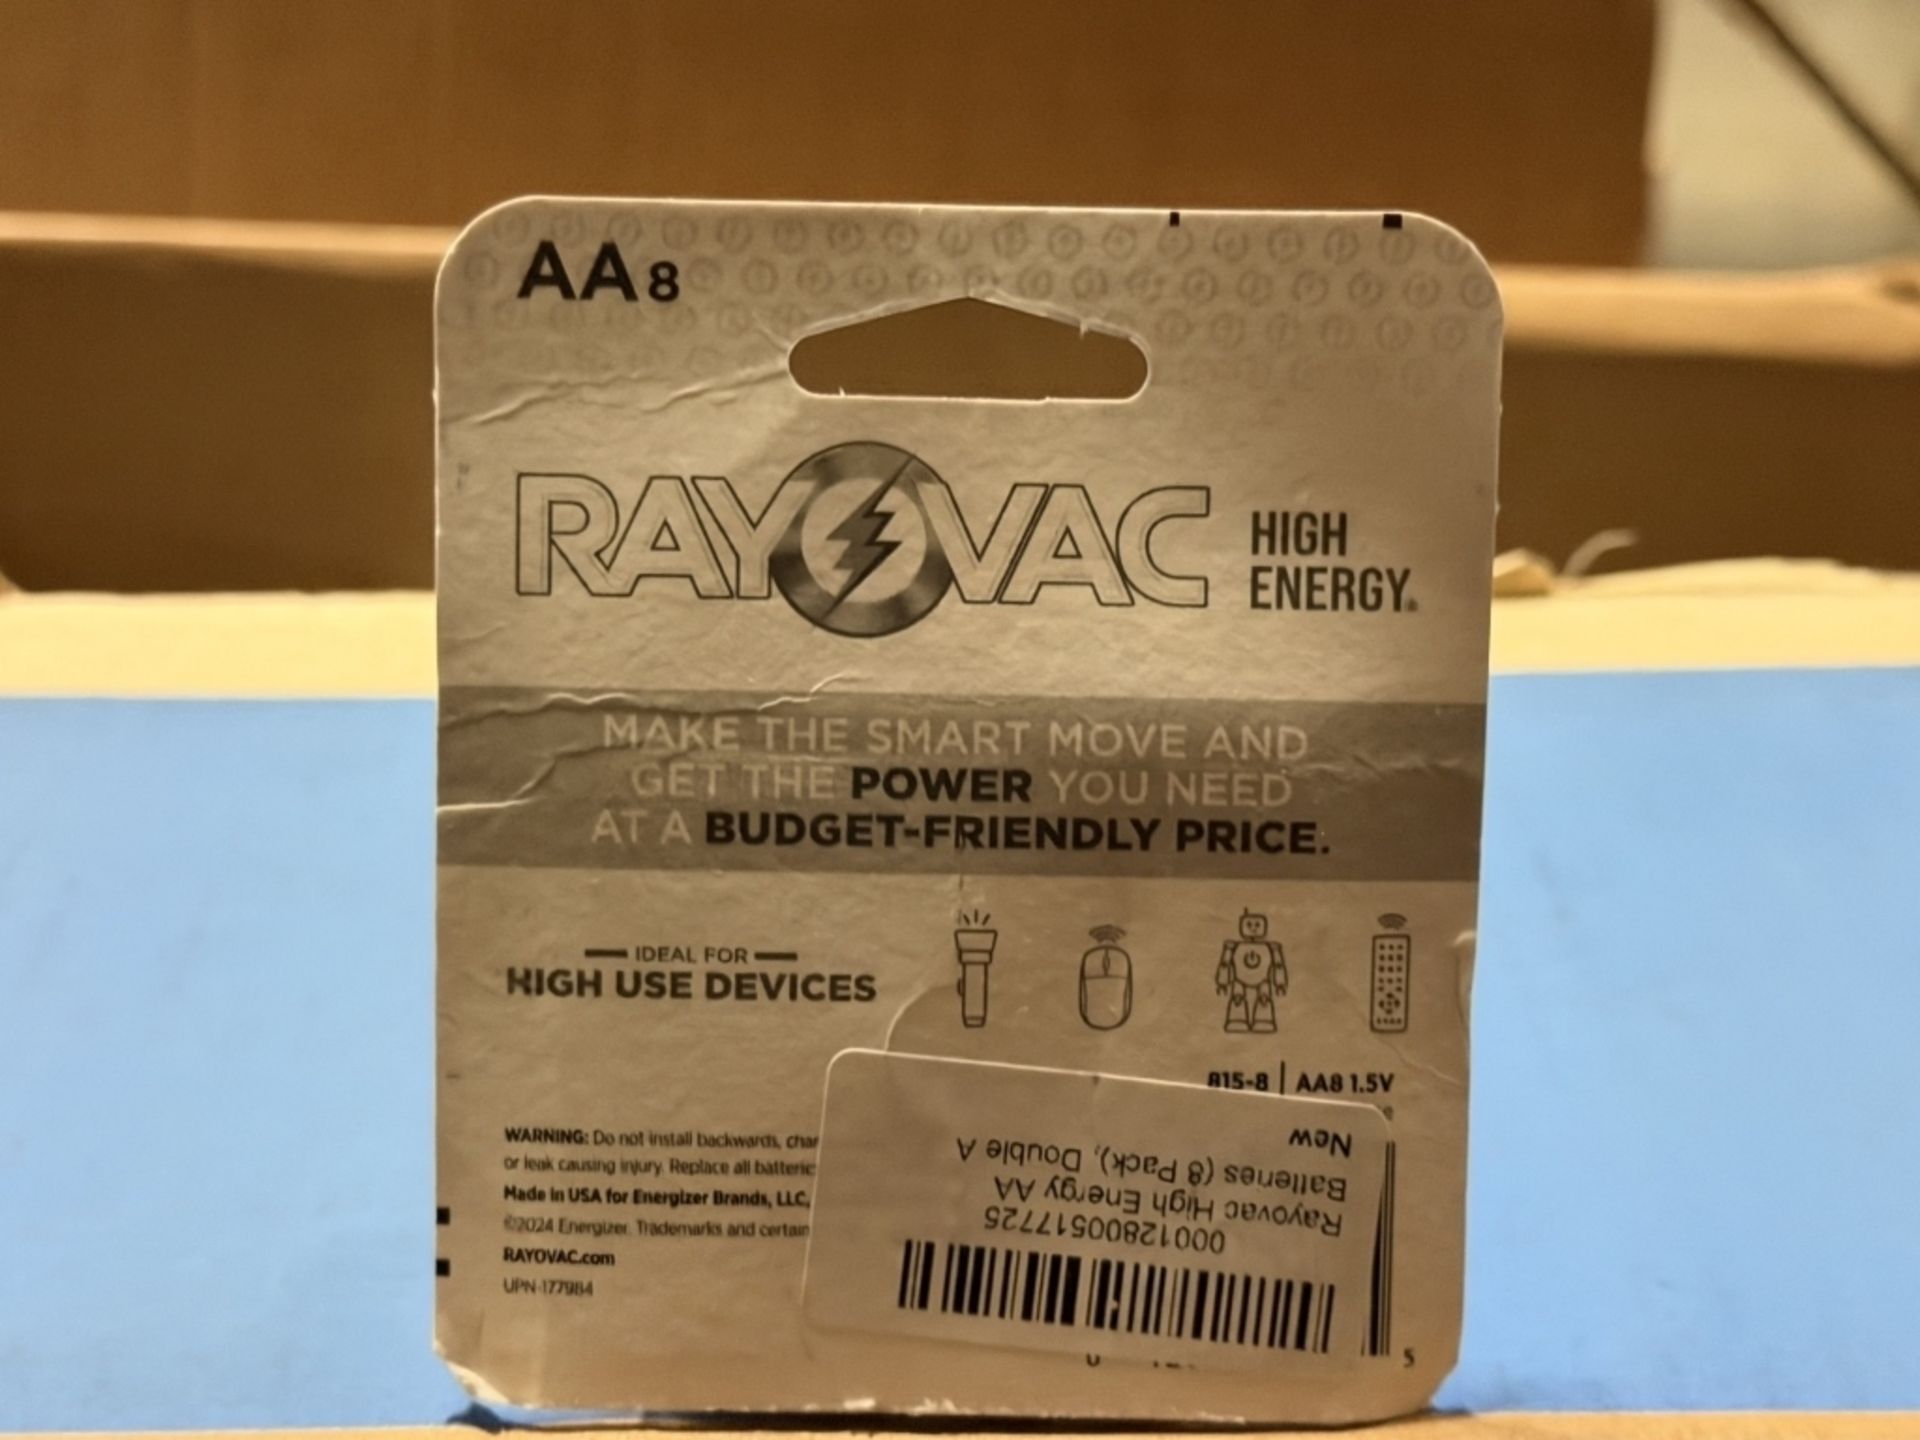 AA8
RAYOVAC
HIGH
ENERGY®
MAKE THE SMART MOVE AND
GET THE POWER YOU NEED
AT A BUDGET-FRIENDLY PRICE.
IDEAL FOR
HIGH USE DEVICES
815-8 | AA8 1.5V
WARNING: Do not install backwards,
or leak causing injury. Replace all
Made in USA for Energizer Brands, LLC,
©2024 Energizer. Trademarks and certain
RAYOVAC.com
UPN-177984
00012800517725
Rayovac High Energy AA
Batteries (8 Pack), Double A
New
5